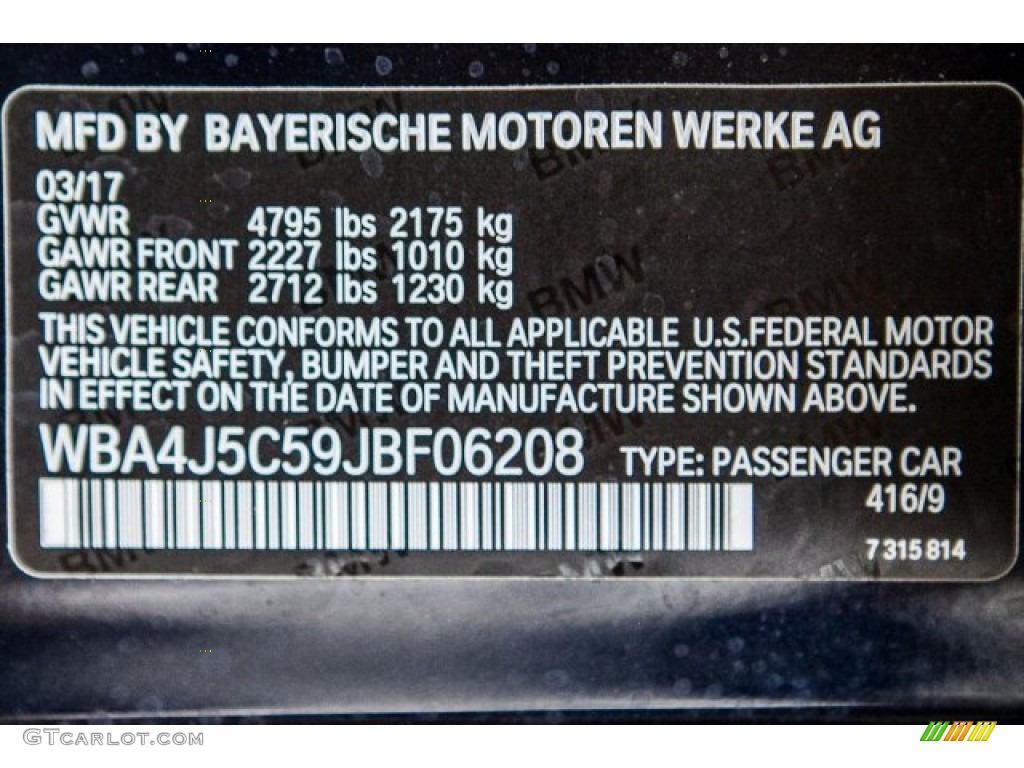 MFD BY BAYERISCHE MOTOREN WERKE AG
03/17
GVWR 4795 lbs 2175 kg
GAWR FRONT 2227 lbs 1010 kg
GAWR REAR 2712 lbs 1230 kg
THIS VEHICLE CONFORMS TO ALL APPLICABLE U.S.FEDERAL MOTOR
VEHICLE SAFETY, BUMPER AND THEFT PREVENTION STANDARDS
IN EFFECT ON THE DATE OF MANUFACTURE SHOWN ABOVE.
WBA4J5C59JBF06208 TYPE: PASSENGER CAR
416/9
7 315 814
GTcarlot.com